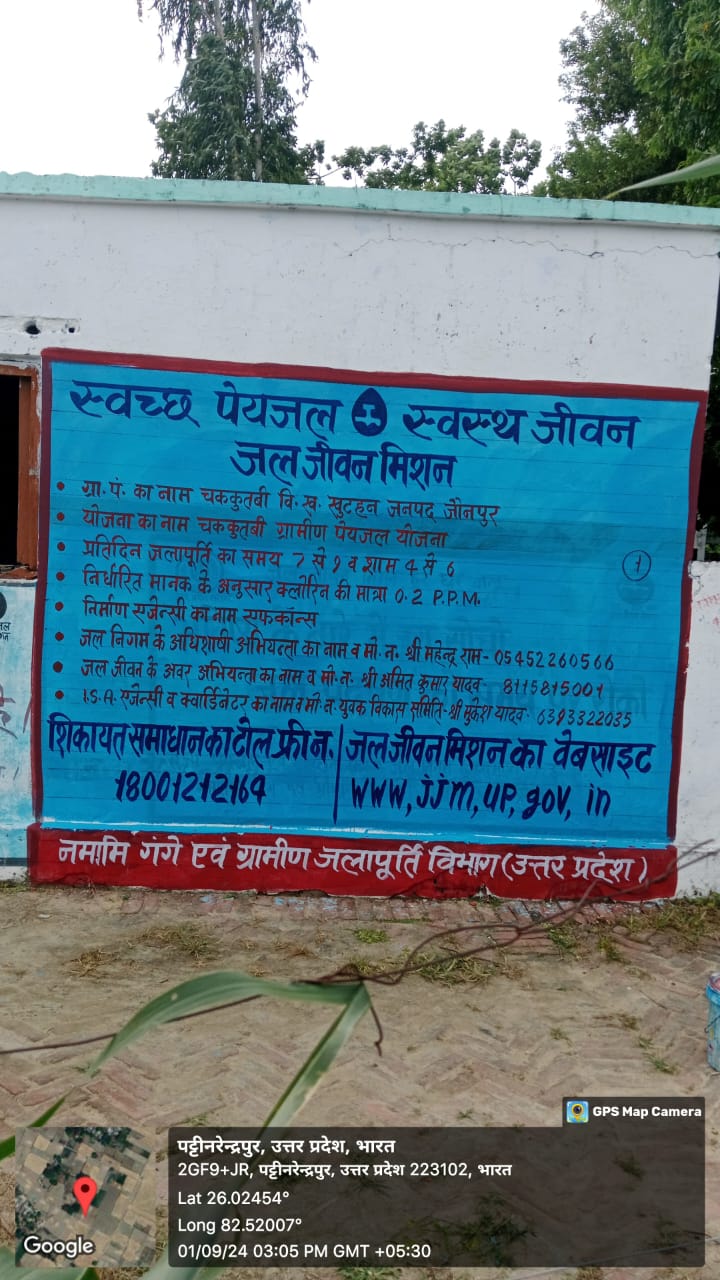 स्वच्छ पेयजल स्वस्थ जीवन
जल जीवन मिशन
• ग्रा. पं. का नाम चककुतबी वि. ख. खुटहन जनपद जौनपुर
• योजना का नाम चककुतबी ग्रामीण पेयजल योजना
• प्रतिदिन जलापूर्ति का समय 7 से 9 व शाम 4 से 6
• निर्धारित मानक के अनुसार क्लोरिन की मात्रा 0.2 P.P.M.
1
• निर्माण एजेन्सी का नाम एफकॉन्स
• जल निगम के अधिशाषी अभियन्ता का नाम व मो. न. श्री महेन्द्र राम - 05452260566
• जल जीवन के अवर अभियन्ता का नाम व मो. न. श्री अमित कुमार यादव - 8115815001
• I.S.A. एजेन्सी व क्वार्डिनेटर का नाम व मो. न. युवक विकास समिति - श्री मुकेश यादव - 6393322035
शिकायत समाधान का टोल फ्री न.
18001212164
जल जीवन मिशन का वेबसाइट
www, jjm, up, gov, in
नमामि गंगे एवं ग्रामीण जलापूर्ति विभाग (उत्तर प्रदेश)
GPS Map Camera
पट्टीनरेन्द्रपुर, उत्तर प्रदेश, भारत
2GF9+JR, पट्टीनरेन्द्रपुर, उत्तर प्रदेश 223102, भारत
Lat 26.02454°
Long 82.52007°
01/09/24 03:05 PM GMT +05:30
Google